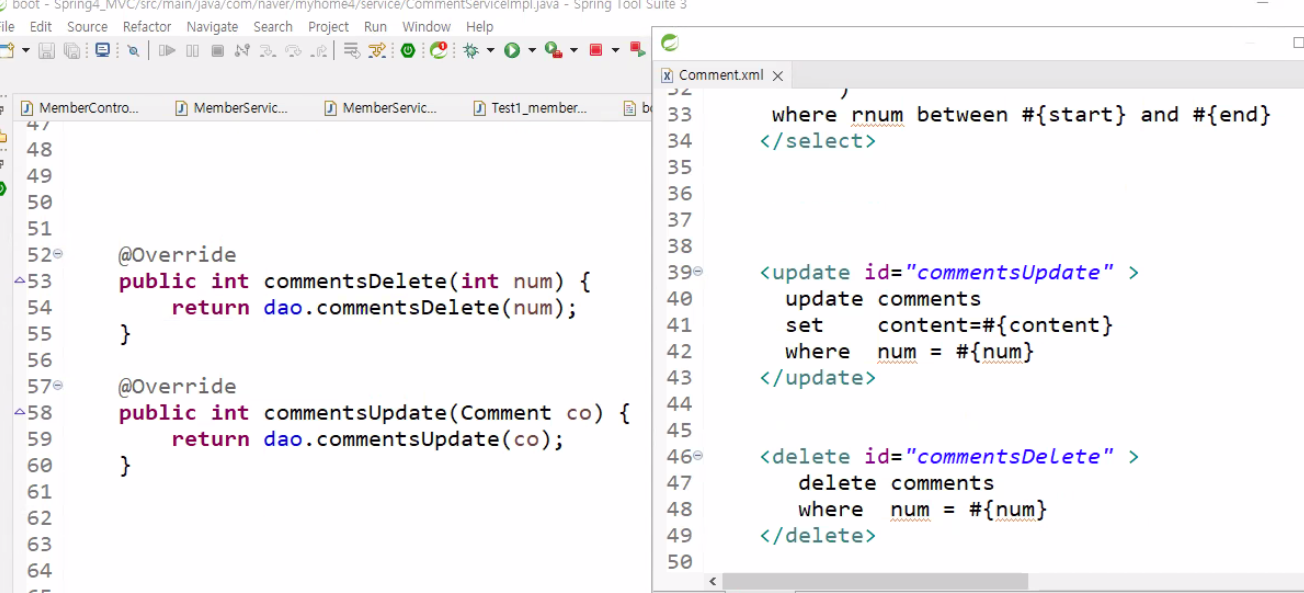 boot - Spring4_MVC/src/main/java/com/naver/myhome4/service/CommentServiceImpl.java - Spring Tool Suite 3
File Edit Source Refactor Navigate Search Project Run Window Help
MemberContro... MemberServic... MemberServic... Test1_member...
47
48
49
50
51
52 @Override
53 public int commentsDelete(int num) {
54 return dao.commentsDelete(num);
55 }
56
57 @Override
58 public int commentsUpdate(Comment co) {
59 return dao.commentsUpdate(co);
60 }
61
62
63
64
65
Comment.xml
32 )
33 where rnum between #{start} and #{end}
34 </select>
35
36
37
38
39 <update id="commentsUpdate" >
40 update comments
41 set content=#{content}
42 where num = #{num}
43 </update>
44
45
46 <delete id="commentsDelete" >
47 delete comments
48 where num = #{num}
49 </delete>
50